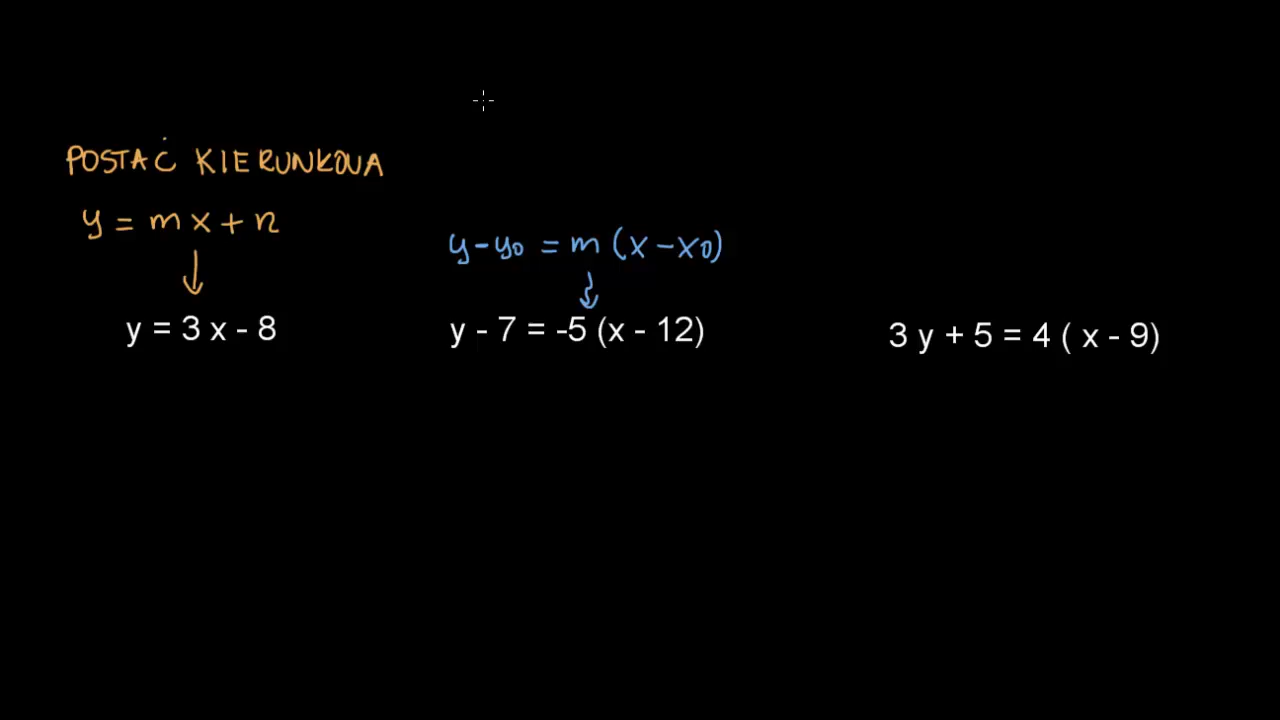 POSTAĆ KIERUNKOWA
y = mx + n
y - y₀ = m (x - x₀)
y = 3 x - 8
y - 7 = -5 (x - 12)
3 y + 5 = 4 ( x - 9)